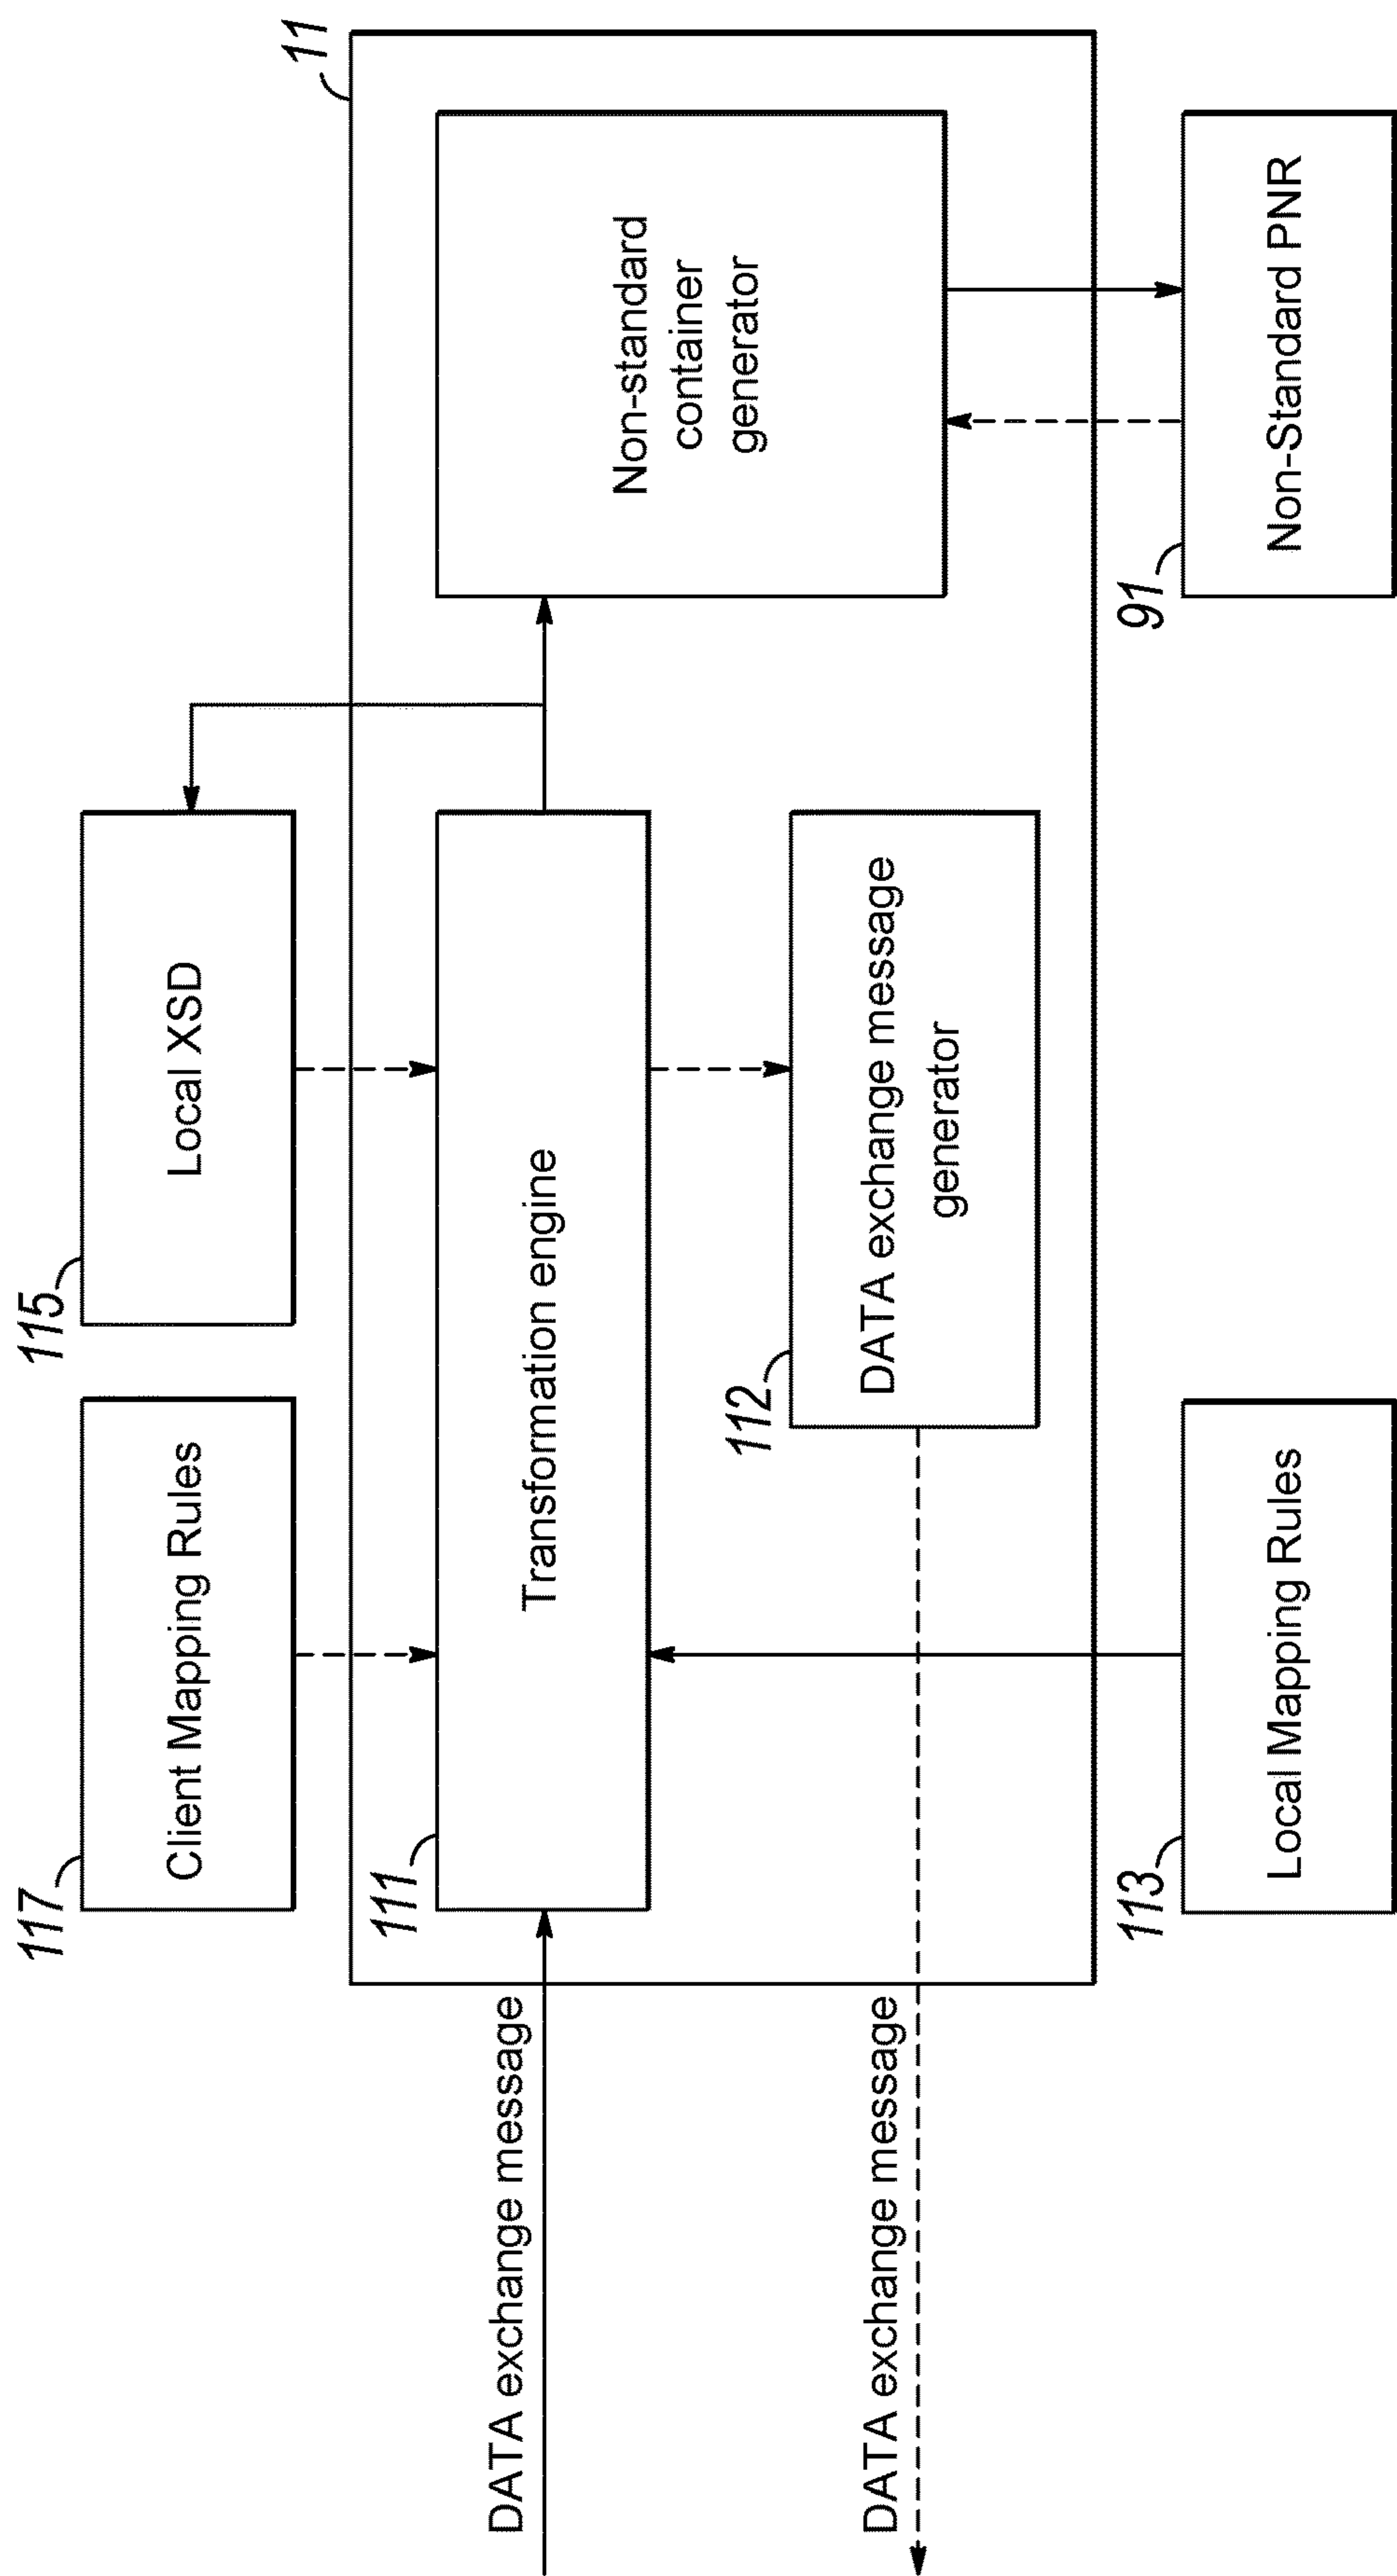 117
Client Mapping Rules
115
Local XSD
11
DATA exchange message
111
Transformation engine
Non-standard
container
generator
DATA exchange message
112
DATA exchange message
generator
113
Local Mapping Rules
91
Non-Standard PNR